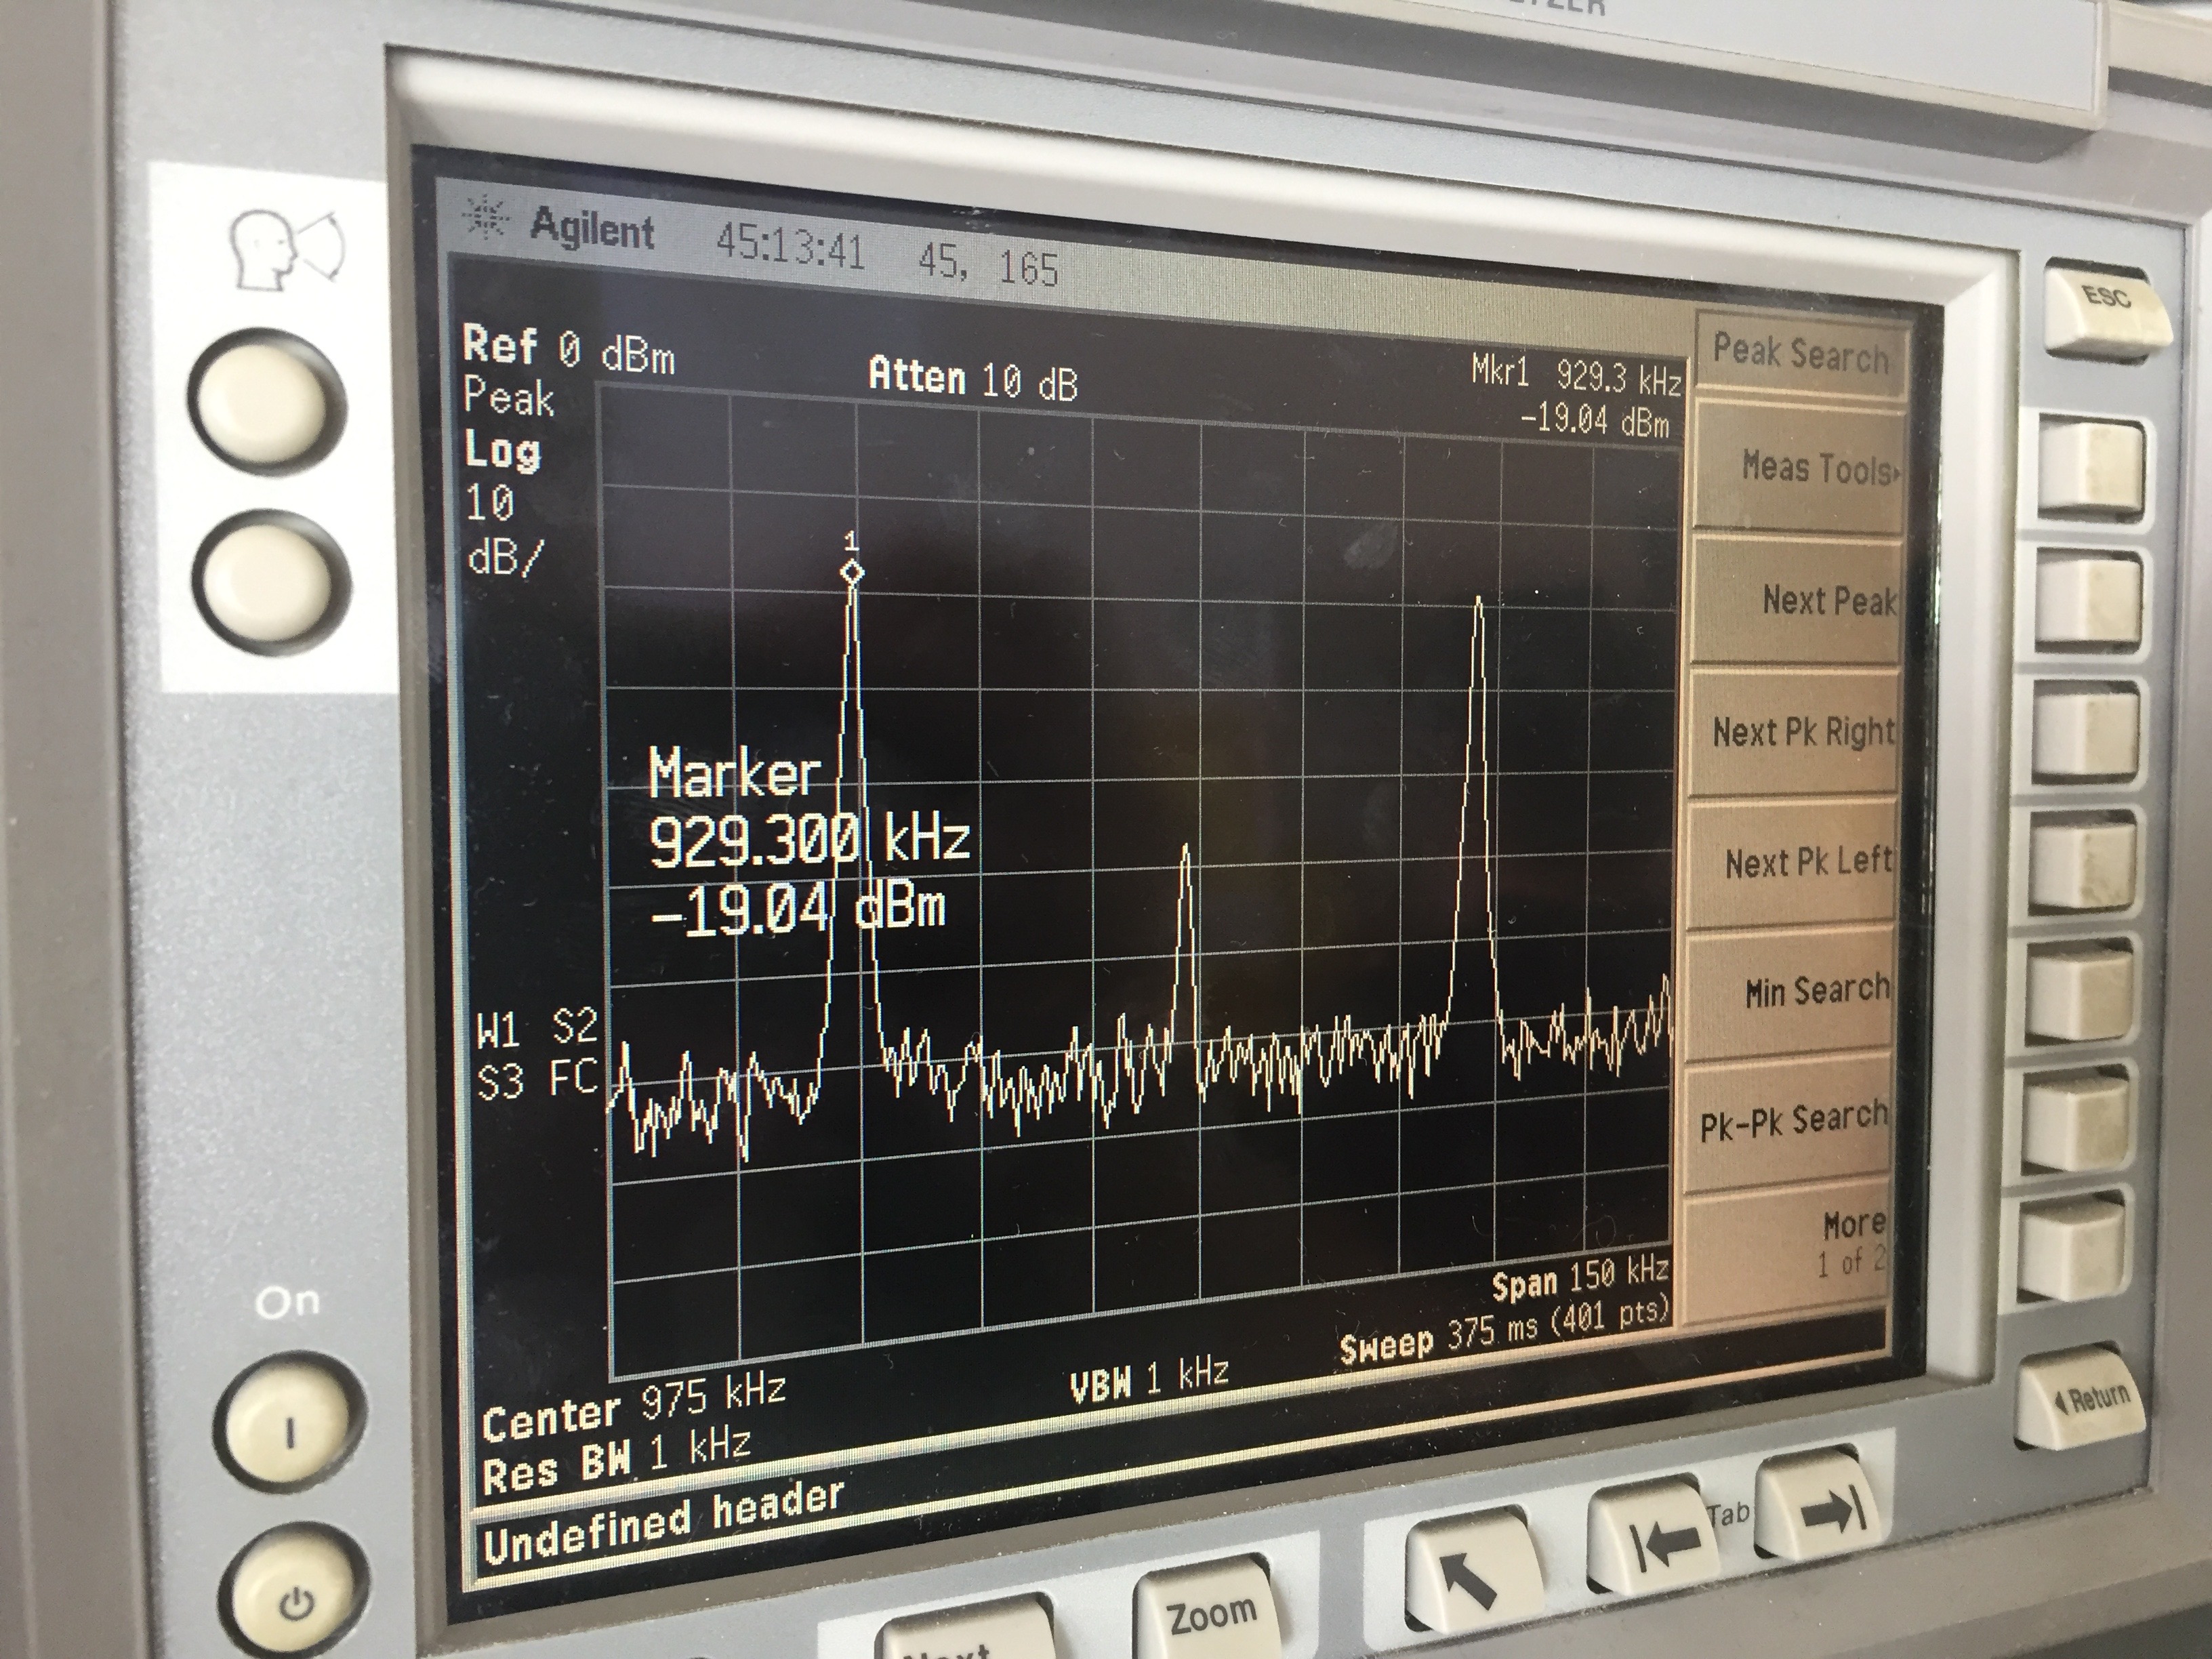 Agilent 45:13:41 45, 165
Ref 0 dBm
Atten 10 dB
Mkr1 929.3 kHz
-19.04 dBm
Peak
Log
10
dB/
1
Marker
929.300 kHz
-19.04 dBm
W1 S2
S3 FC
Center 975 kHz
Res BW 1 kHz
VBW 1 kHz
Span 150 kHz
Sweep 375 ms (401 pts)
Undefined header
Peak Search
Meas Tools
Next Peak
Next Pk Right
Next Pk Left
Min Search
Pk-Pk Search
More
1 of 2
ESC
Return
On
Next
Zoom
Tab